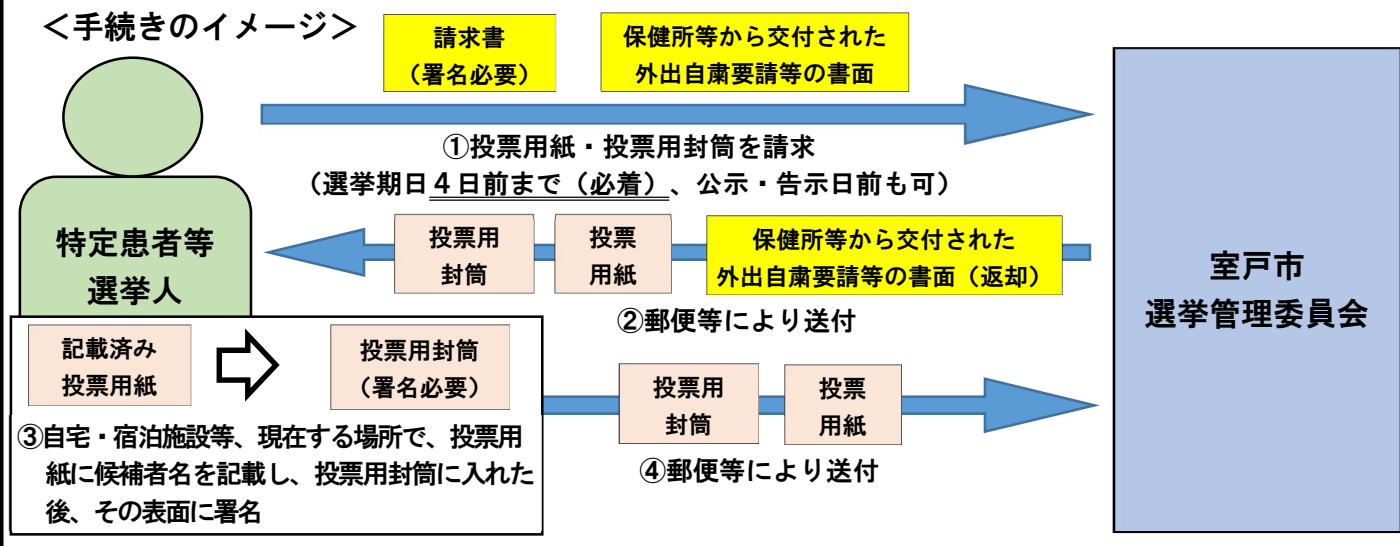 ＜手続きのイメージ＞
請求書
（署名必要）
保健所等から交付された
外出自粛要請等の書面
①投票用紙・投票用封筒を請求
（選挙期日４日前まで（必着）、公示・告示日前も可）
特定患者等
選挙人
投票用
封筒
投票
用紙
保健所等から交付された
外出自粛要請等の書面（返却）
②郵便等により送付
室戸市
選挙管理委員会
記載済み
投票用紙
投票用封筒
（署名必要）
③自宅・宿泊施設等、現在する場所で、投票用
紙に候補者名を記載し、投票用封筒に入れた
後、その表面に署名
投票用
封筒
投票
用紙
④郵便等により送付